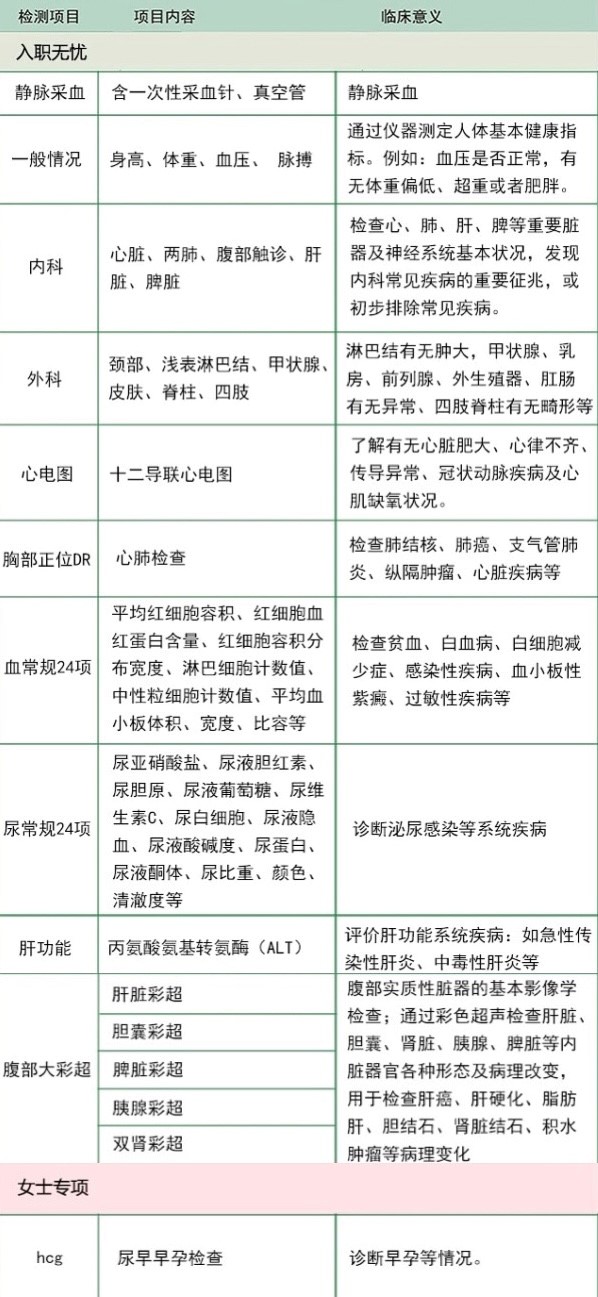 检测项目 项目内容 临床意义
入职无忧
静脉采血 含一次性采血针、真空管 静脉采血
一般情况
身高、体重、血压、 脉搏
通过仪器测定人体基本健康指
标。例如：血压是否正常，有
无体重偏低、超重或者肥胖。
内科
心脏、两肺、腹部触诊、肝
脏、脾脏
检查心、肺、肝、脾等重要脏
器及神经系统基本状况，发现
内科常见疾病的重要征兆，或
初步排除常见疾病。
外科
颈部、浅表淋巴结、甲状腺、
皮肤、脊柱、四肢
淋巴结有无肿大，甲状腺、乳
房、前列腺、外生殖器、肛肠
有无异常、四肢脊柱有无畸形等
心电图
十二导联心电图
了解有无心脏肥大、心律不齐、
传导异常、冠状动脉疾病及心
肌缺氧状况。
胸部正位DR
心肺检查
检查肺结核、肺癌、支气管肺
炎、纵隔肿瘤、心脏疾病等
血常规24项
平均红细胞容积、红细胞血
红蛋白含量、红细胞容积分
布宽度、淋巴细胞计数值、
中性粒细胞计数值、平均血
小板体积、宽度、比容等
检查贫血、白血病、白细胞减
少症、感染性疾病、血小板性
紫癜、过敏性疾病等
尿常规24项
尿亚硝酸盐、尿液胆红素、
尿胆原、尿液葡萄糖、尿维
生素C、尿白细胞、尿液隐
血、尿液酸碱度、尿蛋白、
尿液酮体、尿比重、颜色、
清澈度等
诊断泌尿感染等系统疾病
肝功能
丙氨酸氨基转氨酶（ALT）
评价肝功能系统疾病：如急性传
染性肝炎、中毒性肝炎等
腹部大彩超
肝脏彩超
胆囊彩超
脾脏彩超
胰腺彩超
双肾彩超
腹部实质性脏器的基本影像学
检查；通过彩色超声检查肝脏、
胆囊、肾脏、胰腺、脾脏等内
脏器官各种形态及病理改变，
用于检查肝癌、肝硬化、脂肪
肝、胆结石、肾脏结石、积水
肿瘤等病理变化
女士专项
hcg 尿早早孕检查 诊断早孕等情况。